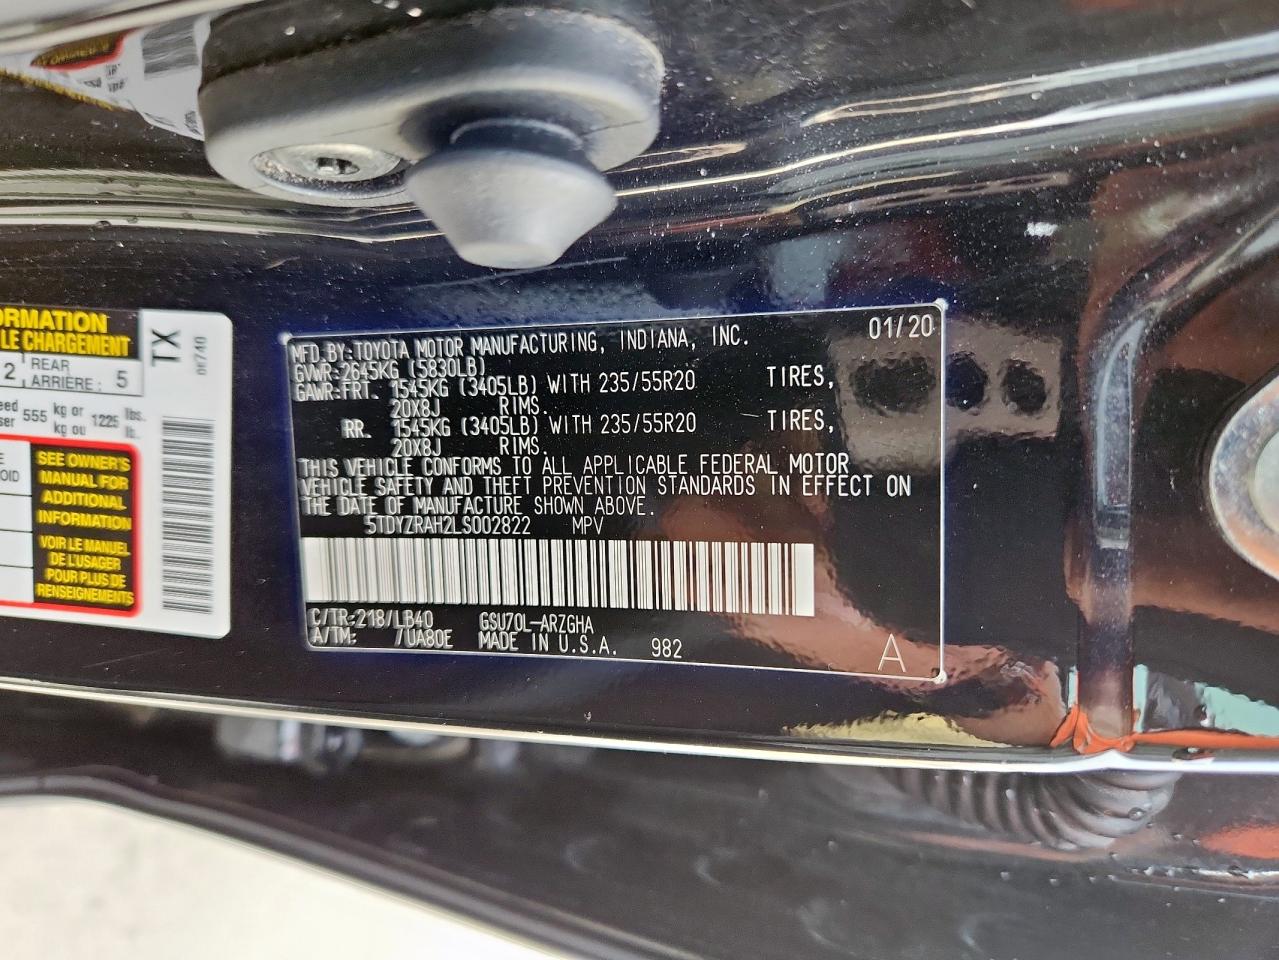 ORMATION
LE CHARGEMENT
2 REAR ARRIÈRE : 5
555 kg or kg ou 1225 lbs. lb.
SEE OWNER'S
MANUAL FOR
ADDITIONAL
INFORMATION
VOIR LE MANUEL
DE L'USAGER
POUR PLUS DE
RENSEIGNEMENTS
TX
0E740
MFD.BY:TOYOTA MOTOR MANUFACTURING, INDIANA, INC. 01/20
GVWR-2645KG (5830LB)
GAWR-FRT. 1545KG (3405LB) WITH 235/55R20 TIRES,
20X8J RIMS.
RR. 1545KG (3405LB) WITH 235/55R20 TIRES,
20X8J RIMS.
THIS VEHICLE CONFORMS TO ALL APPLICABLE FEDERAL MOTOR
VEHICLE SAFETY AND THEFT PREVENTION STANDARDS IN EFFECT ON
THE DATE OF MANUFACTURE SHOWN ABOVE.
5TDYZRAH2LS002822 MPV
C/TR:218/LB40 GSU70L-ARZGHA
A/TM: /UA80E MADE IN U.S.A. 982 A